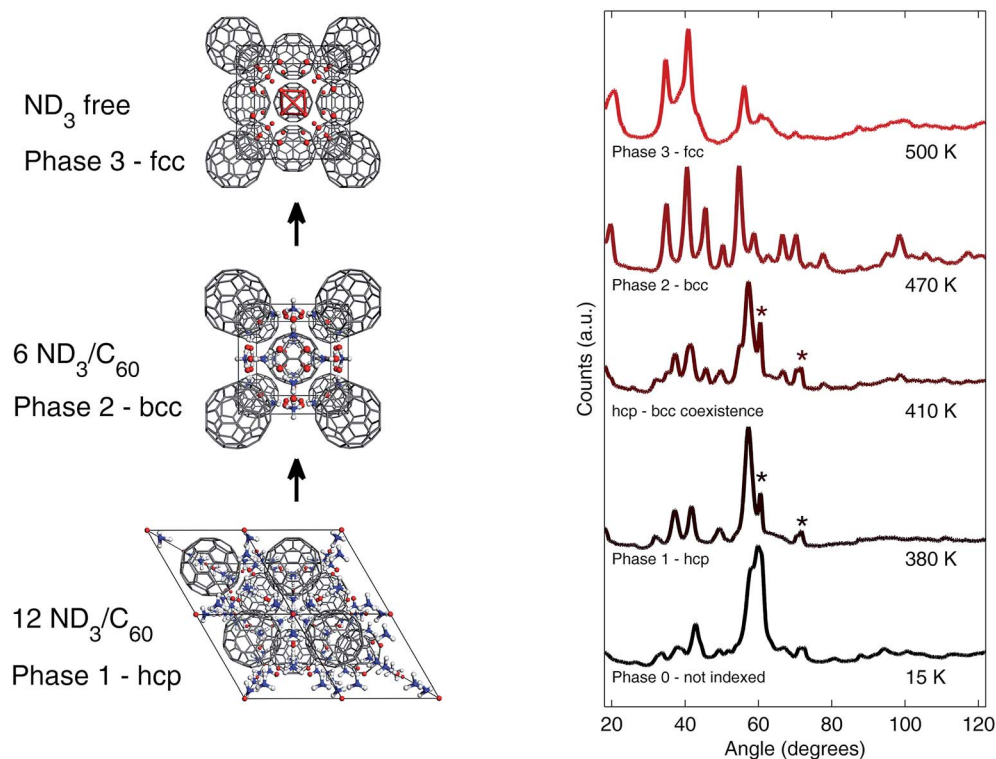 ND3 free
Phase 3 - fcc
6 ND3/C60
Phase 2 - bcc
12 ND3/C60
Phase 1 - hcp
Counts (a.u.)
Phase 3 - fcc
500 K
Phase 2 - bcc
470 K
*
*
hcp - bcc coexistence
410 K
*
*
Phase 1 - hcp
380 K
Phase 0 - not indexed
15 K
20 40 60 80 100 120
Angle (degrees)